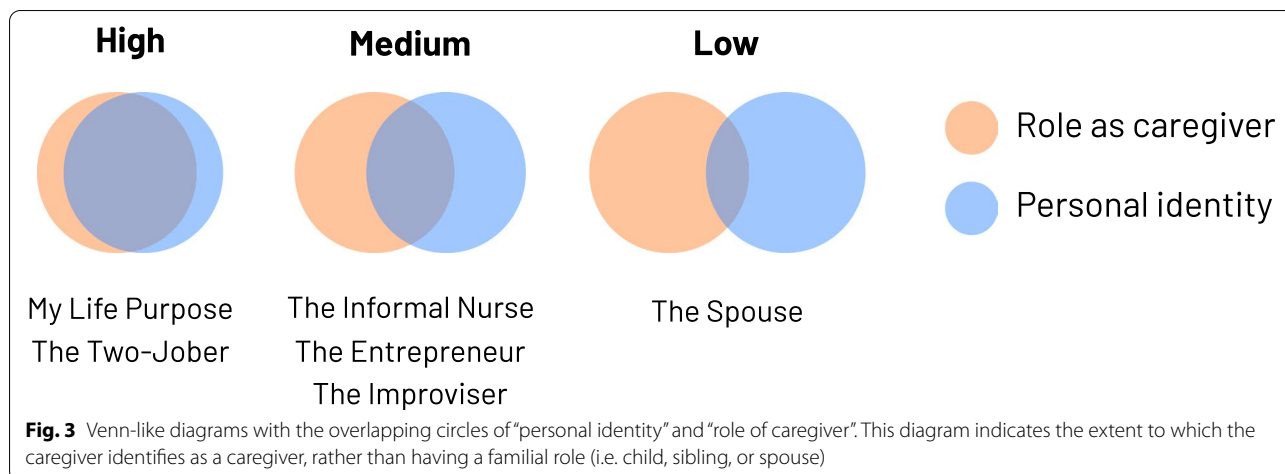 High
Medium
Low
Role as caregiver
Personal identity
My Life Purpose
The Two-Jober
The Informal Nurse
The Entrepreneur
The Improviser
The Spouse
Fig. 3 Venn-like diagrams with the overlapping circles of “personal identity” and “role of caregiver”. This diagram indicates the extent to which the
caregiver identifies as a caregiver, rather than having a familial role (i.e. child, sibling, or spouse)